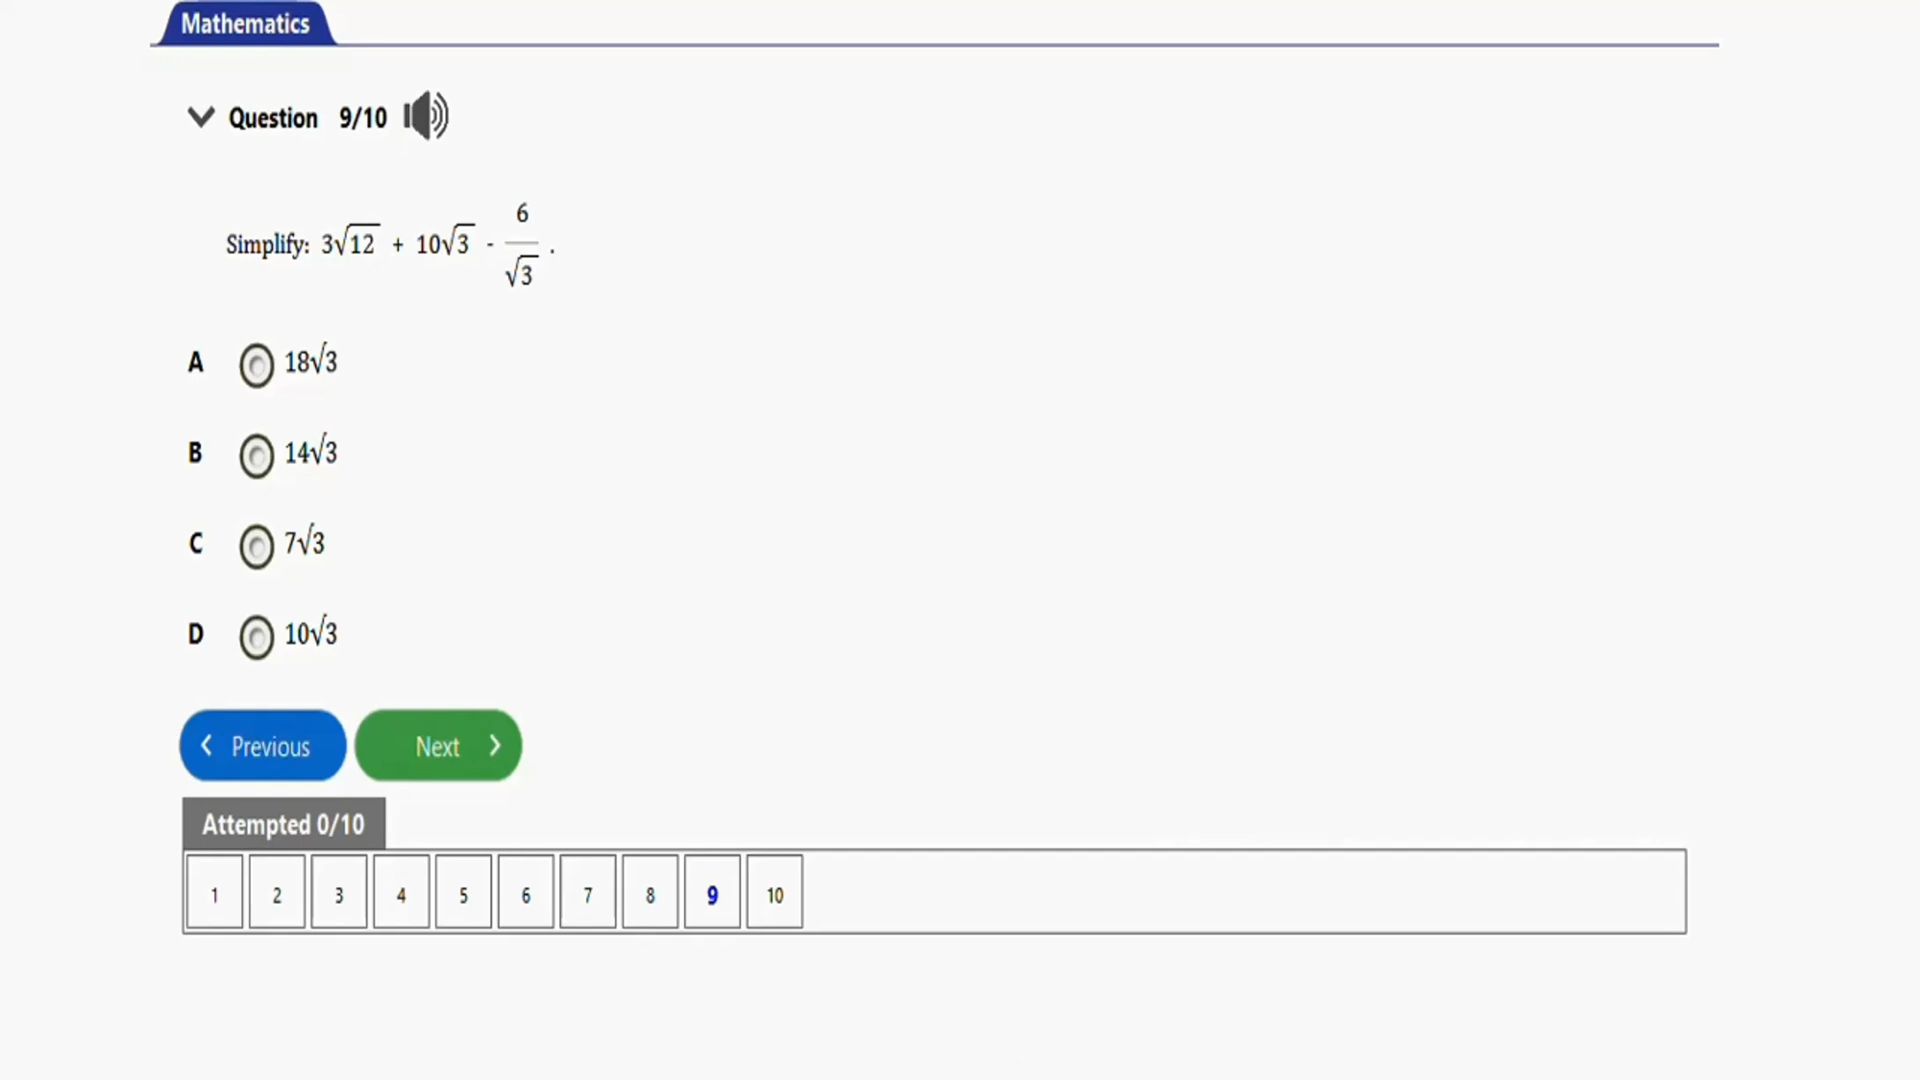 Mathematics
Question 9/10
Simplify: 3√12 + 10√3 - 6/√3 .
A 18√3
B 14√3
C 7√3
D 10√3
Previous Next
Attempted 0/10
1 2 3 4 5 6 7 8 9 10